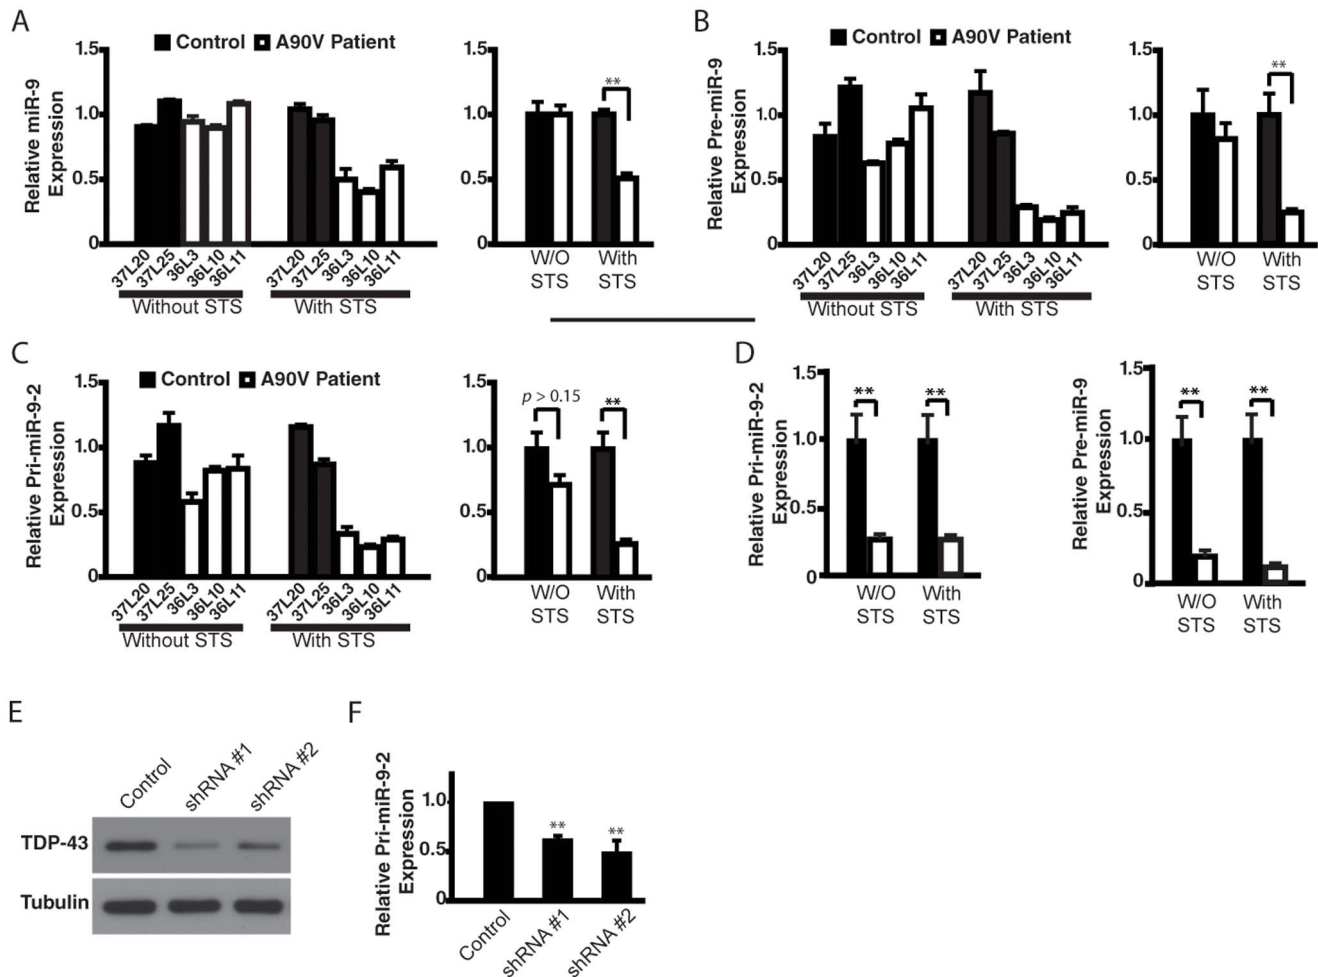 A
Control A90V Patient
Relative miR-9
Expression
1.5
1.0
0.5
0
37L20
37L25
36L3
36L10
36L11
37L20
37L25
36L3
36L10
36L11
Without STS
With STS
1.5
1.0
0.5
0
**
W/O
STS
With
STS
B
Control A90V Patient
Relative Pre-miR-9
Expression
1.5
1.0
0.5
0
37L20
37L25
36L3
36L10
36L11
37L20
37L25
36L3
36L10
36L11
Without STS
With STS
1.5
1.0
0.5
0
**
W/O
STS
With
STS
C
Control A90V Patient
Relative Pri-miR-9-2
Expression
1.5
1.0
0.5
0
37L20
37L25
36L3
36L10
36L11
37L20
37L25
36L3
36L10
36L11
Without STS
With STS
1.5
1.0
0.5
0
p > 0.15
**
W/O
STS
With
STS
D
Relative Pri-miR-9-2
Expression
1.5
1.0
0.5
0
**
**
W/O
STS
With
STS
Relative Pre-miR-9
Expression
1.5
1.0
0.5
0
**
**
W/O
STS
With
STS
E
Control
shRNA #1
shRNA #2
TDP-43
Tubulin
F
Relative Pri-miR-9-2
Expression
1.0
0.5
0
**
**
Control
shRNA #1
shRNA #2